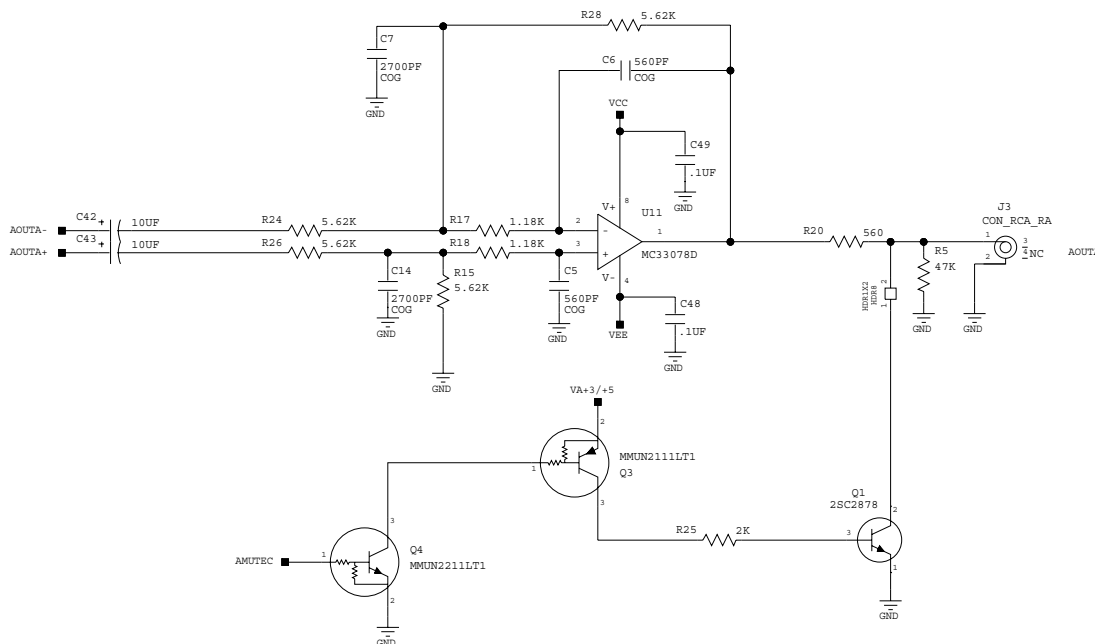 R28 5.62K
C7
2700PF
COG
GND
C6 560PF
COG
VCC
C49
.1UF
GND
8
V+
U11
J3
CON_RCA_RA
AOUTA- C42 + 10UF R24 5.62K R17 1.18K 2 - 1 R20 560 1 3
AOUTA+ C43 + 10UF R26 5.62K R18 1.18K 3 + MC33078D 2 4 NC AOUTA
V-
4
R5
47K
GND
GND
C14
2700PF
COG
GND
R15
5.62K
GND
C5
560PF
COG
GND
C48
.1UF
GND
VEE
HDR1X2
HDR8
2
1
VA+3/+5
2
MMUN2111LT1
Q3
1
3
Q1
2SC2878
2
R25 2K 3
1
GND
3
Q4
MMUN2211LT1
AMUTEC 1
2
GND